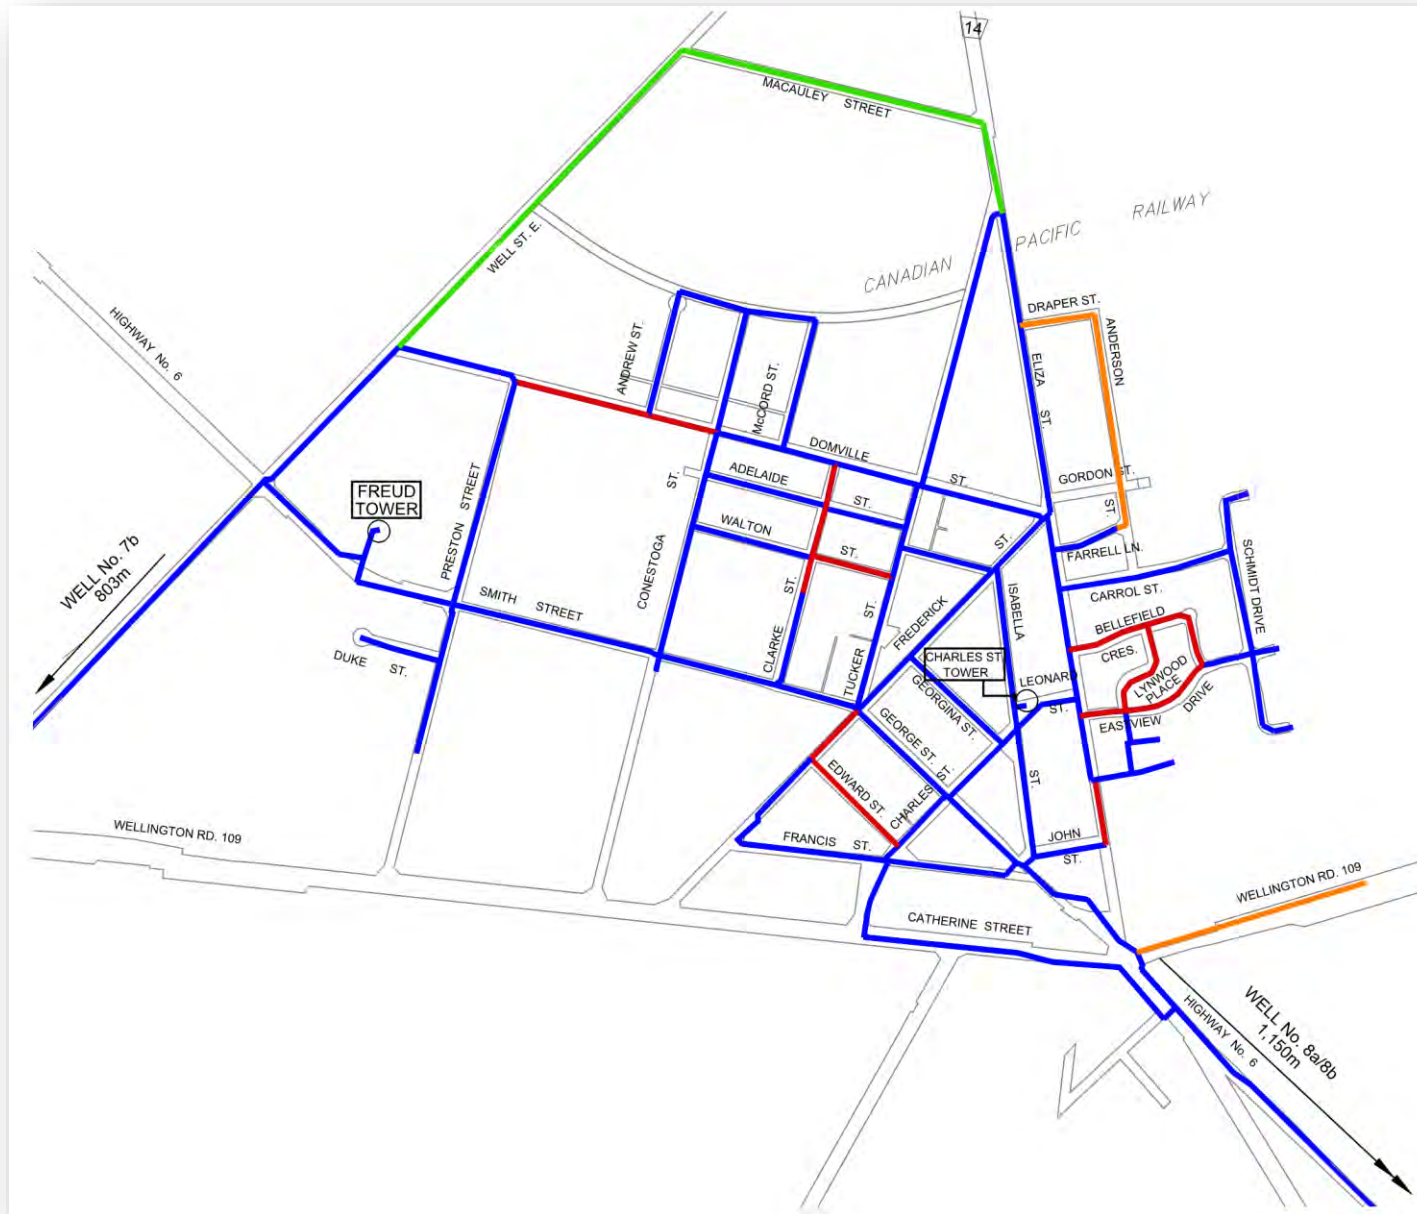 14
MACAULEY STREET
WELL ST. E.
CANADIAN PACIFIC RAILWAY
HIGHWAY No. 6
DRAPER ST.
ANDERSON ST.
ANDREW ST.
McCORD ST.
ELIZA ST.
DOMVILLE ST.
ADELAIDE ST.
GORDON ST.
WALTON ST.
PRESTON STREET
FREUD
TOWER
CONESTOGA ST.
FARRELL LN.
SCHMIDT DRIVE
WELL No. 7b
803m
SMITH STREET
CARROL ST.
ISABELLA ST.
FREDERICK ST.
BELLEFIELD
CRES.
CLARKE ST.
TUCKER ST.
CHARLES ST.
TOWER
LEONARD ST.
LYNWOOD
PLACE
DUKE ST.
GEORGINA ST.
GEORGE ST.
EASTVIEW DRIVE
EDWARD ST.
CHARLES ST.
WELLINGTON RD. 109
FRANCIS ST.
JOHN ST.
WELLINGTON RD. 109
CATHERINE STREET
HIGHWAY No. 6
WELL No. 8a/8b
1,150m